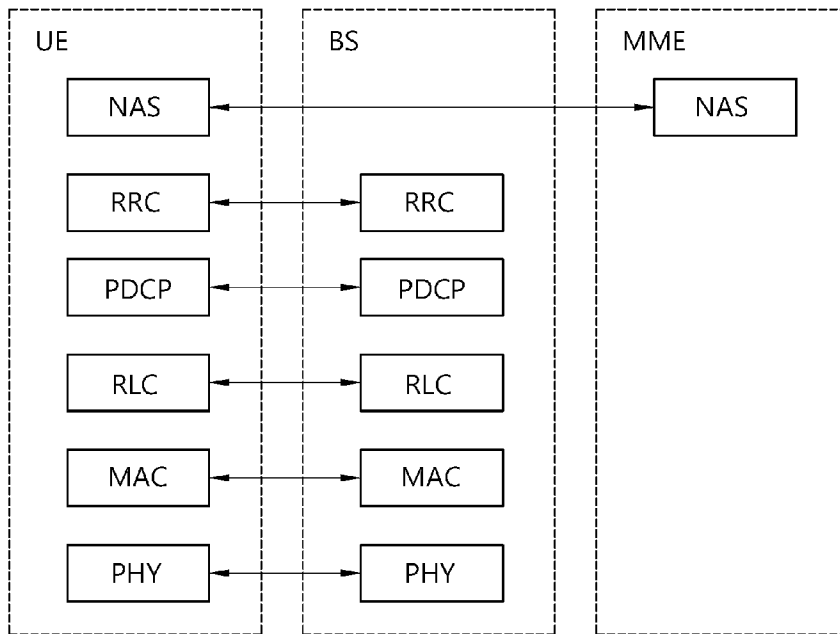 UE BS MME
NAS NAS
RRC RRC
PDCP PDCP
RLC RLC
MAC MAC
PHY PHY